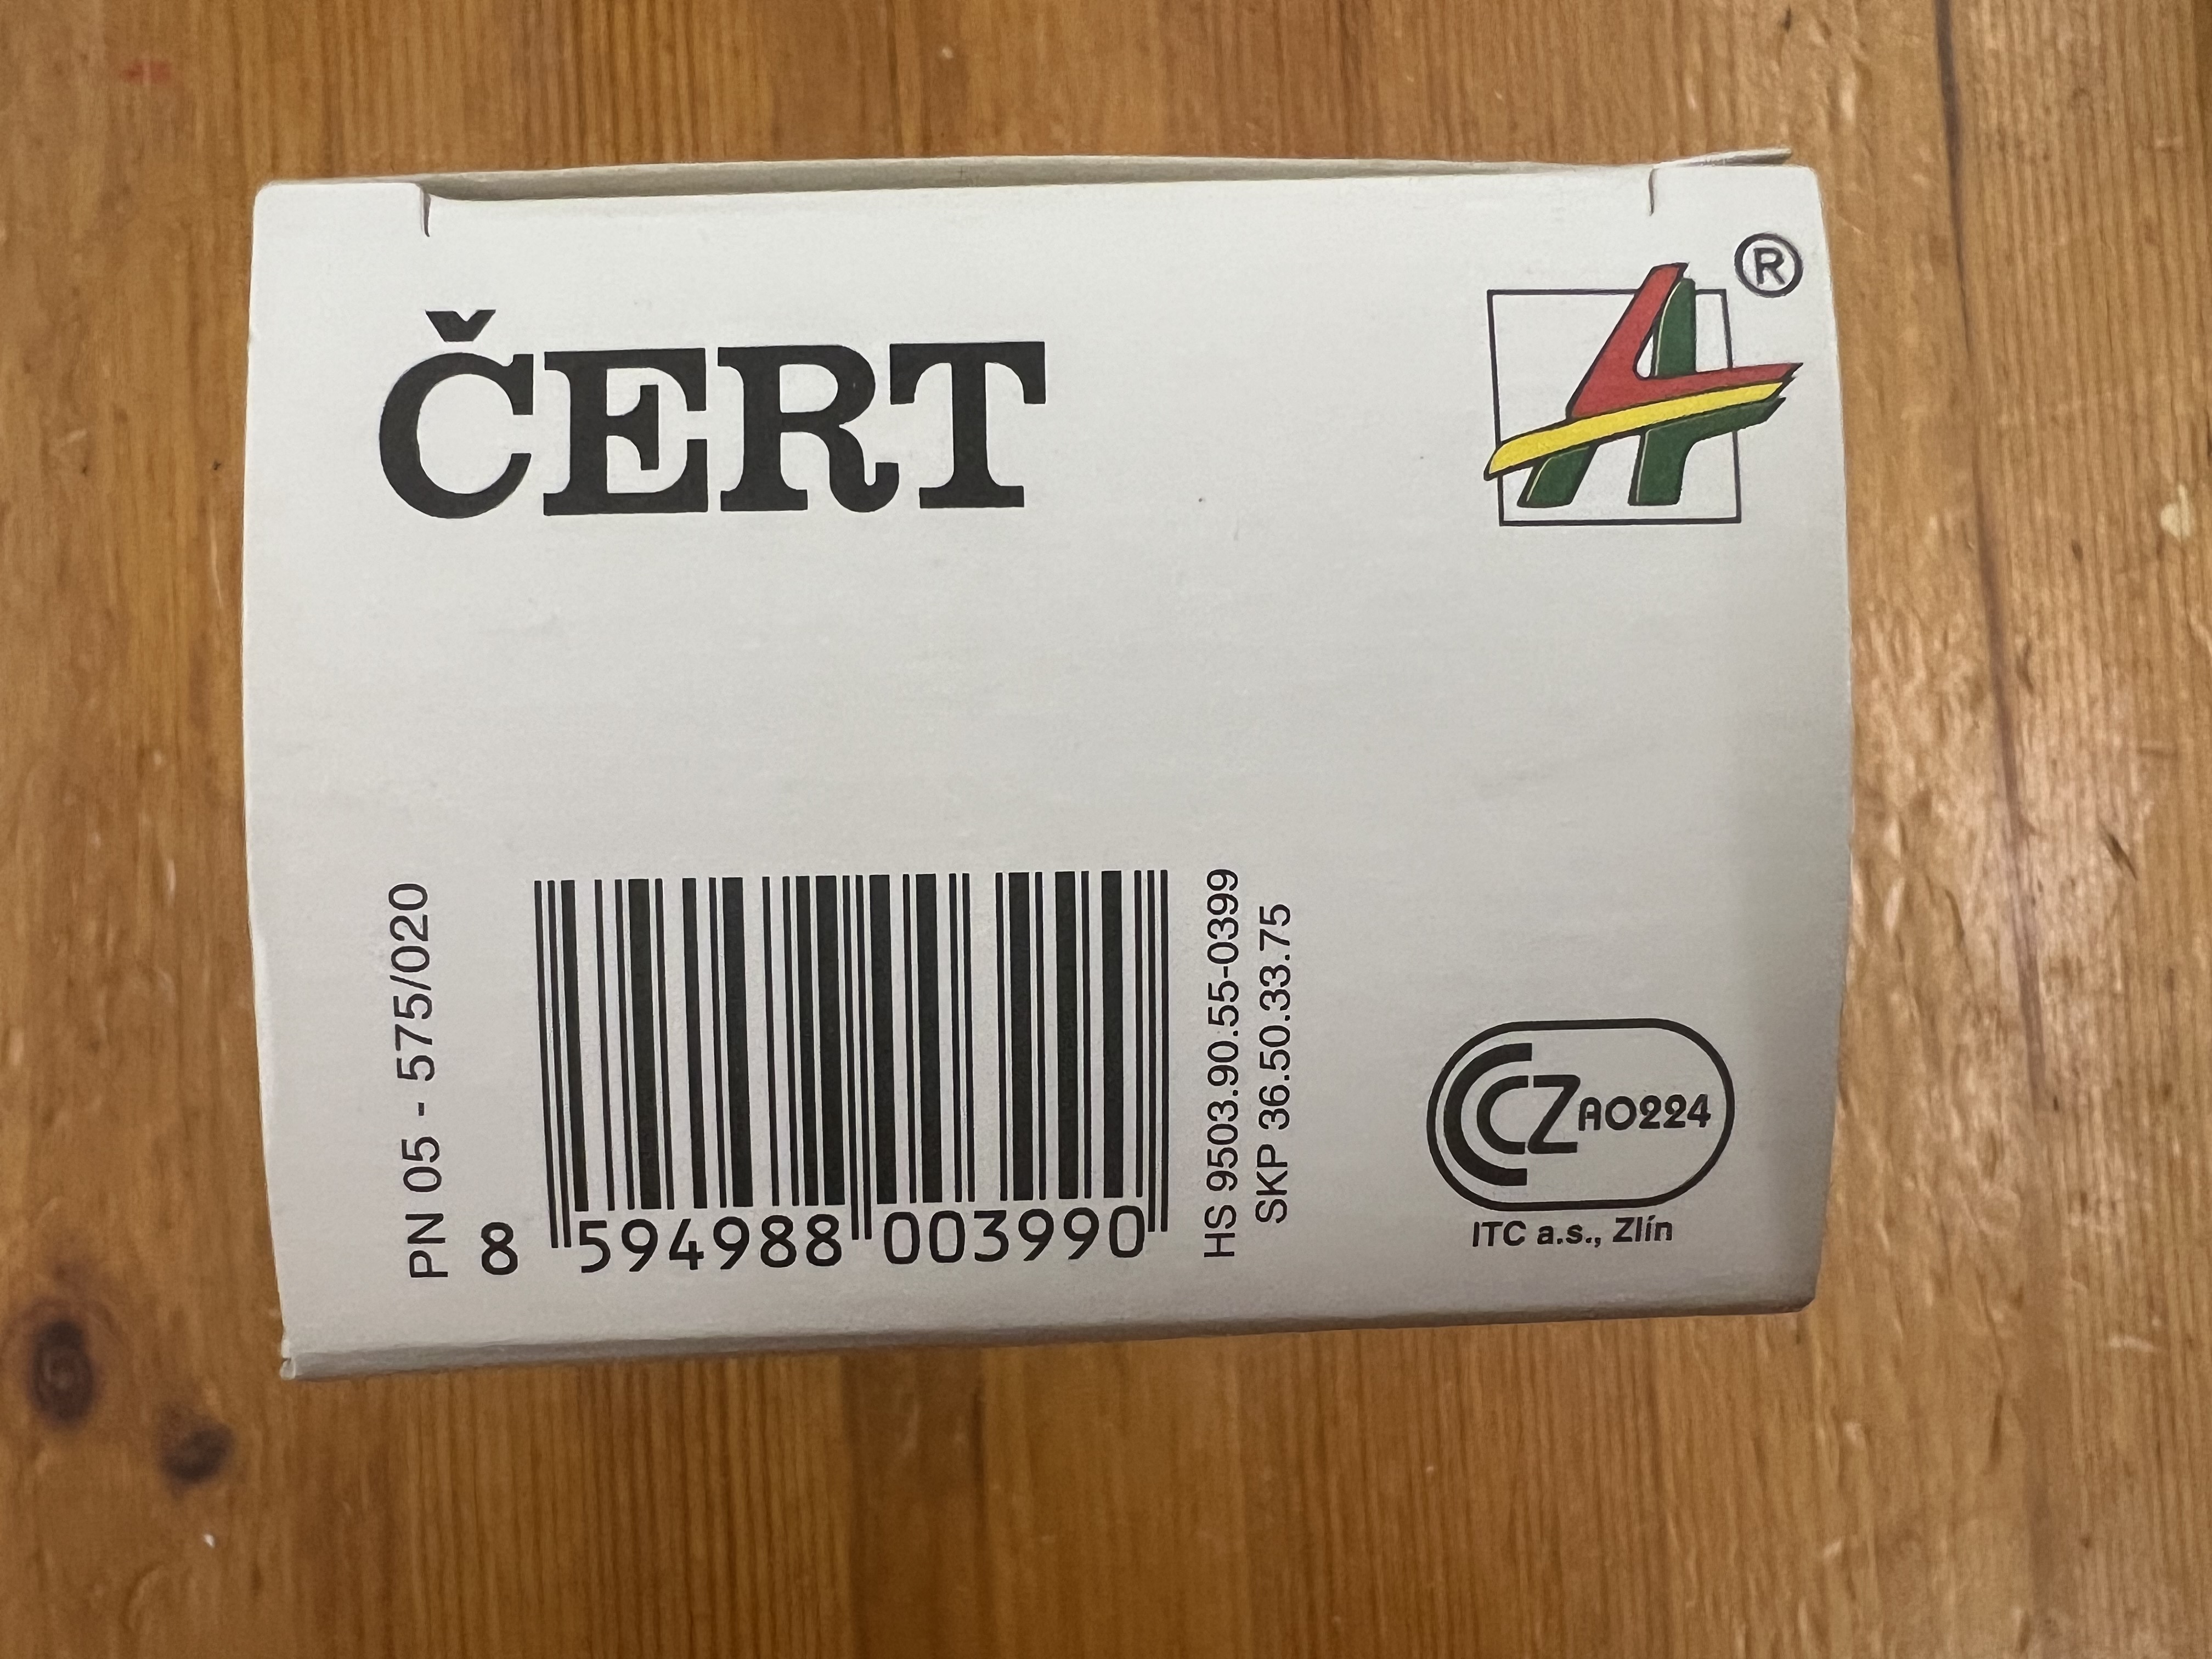 ČERT
®
PN 05 - 575/020
8 594988 003990
HS 9503.90.55-0399
SKP 36.50.33.75
CCZ AO224
ITC a.s., Zlín